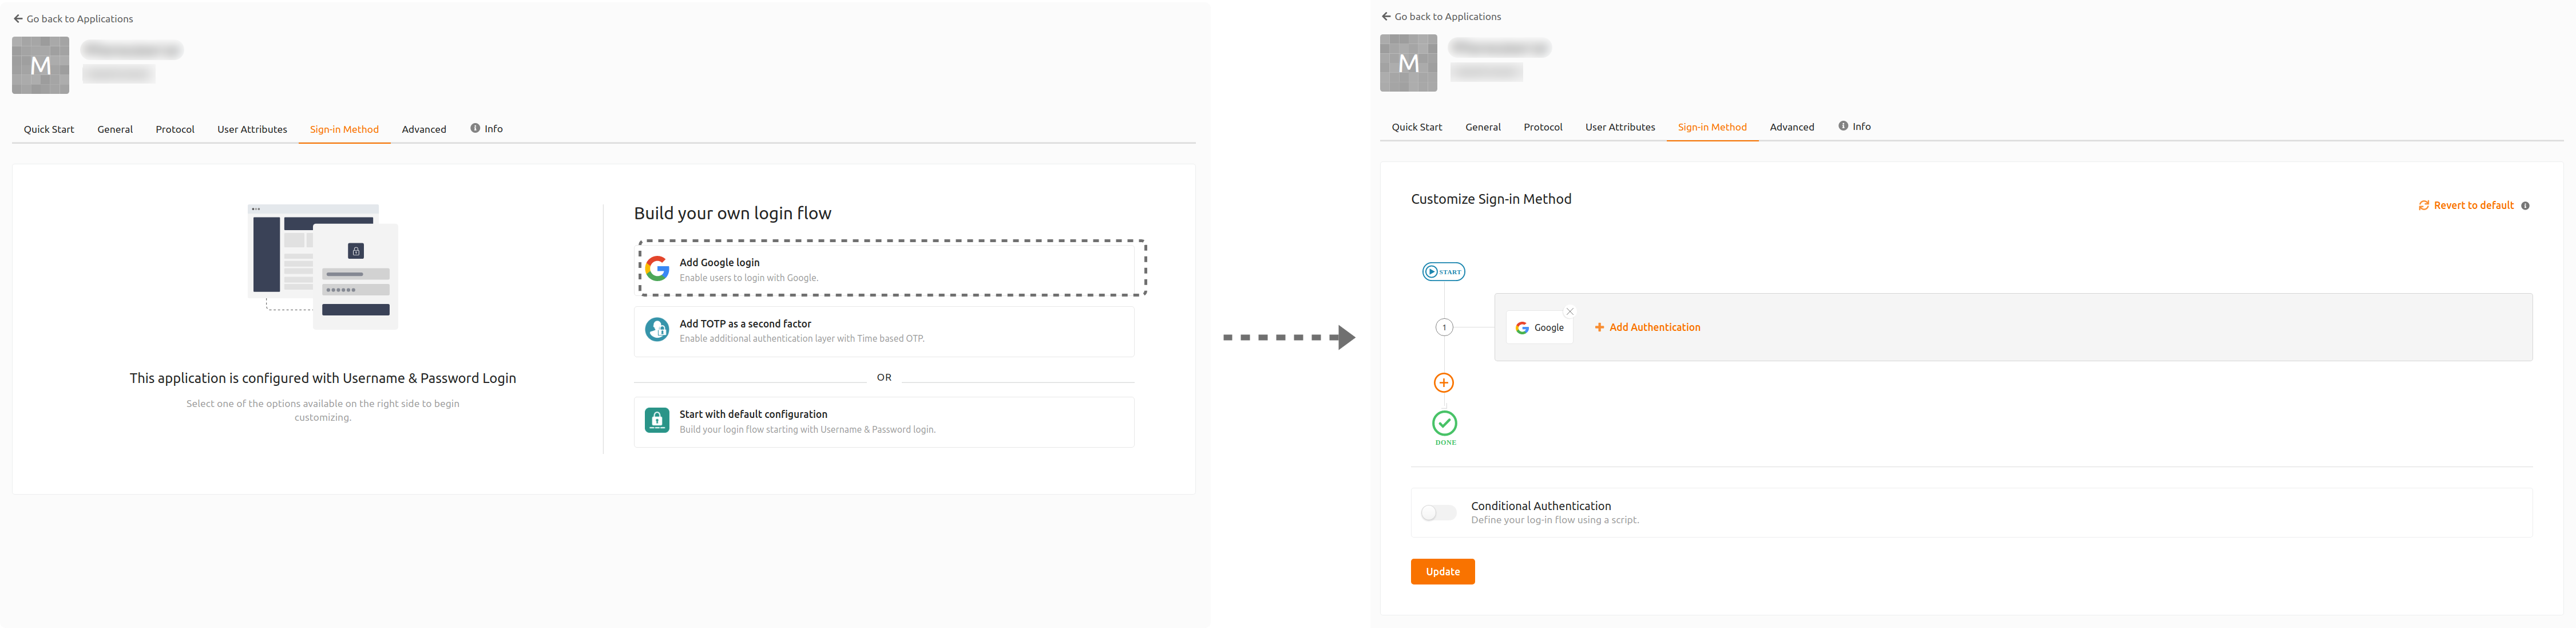 Go back to Applications
M
Quick Start General Protocol User Attributes Sign-in Method Advanced Info
This application is configured with Username & Password Login
Select one of the options available on the right side to begin
customizing.
Build your own login flow
Add Google login
Enable users to login with Google.
Add TOTP as a second factor
Enable additional authentication layer with Time based OTP.
OR
Start with default configuration
Build your login flow starting with Username & Password login.
Go back to Applications
M
Quick Start General Protocol User Attributes Sign-in Method Advanced Info
Customize Sign-in Method
Revert to default
START
1
Google
Add Authentication
DONE
Conditional Authentication
Define your log-in flow using a script.
Update